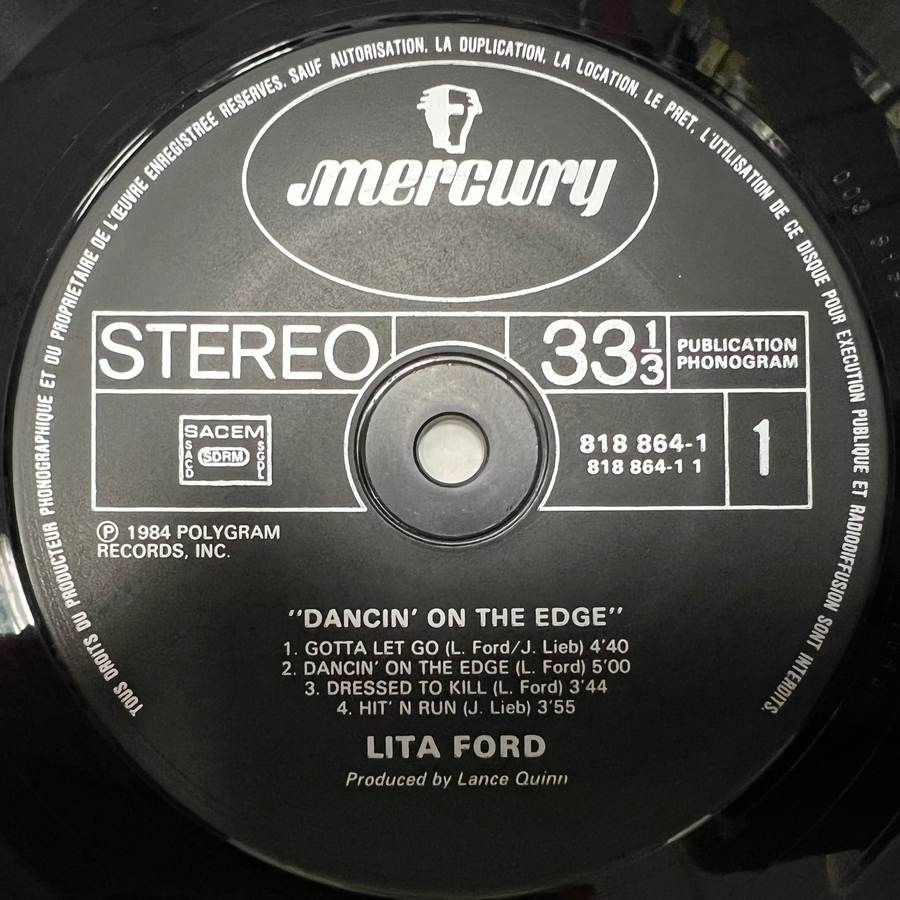 TOUS DROITS DU PRODUCTEUR PHONOGRAPHIQUE ET DU PROPRIETAIRE DE L'ŒUVRE ENREGISTREE RESERVES. SAUF AUTORISATION, LA DUPLICATION, LA LOCATION, LE PRET, L'UTILISATION DE CE DISQUE POUR EXECUTION PUBLIQUE ET RADIODIFFUSION SONT INTERDITS.
mercury
STEREO
33 1/3
PUBLICATION
PHONOGRAM
SACEM
SACD
SDRM
SGDL
818 864-1
818 864-1 1
1
Ⓟ 1984 POLYGRAM
RECORDS, INC.
"DANCIN' ON THE EDGE"
1. GOTTA LET GO (L. Ford/J. Lieb) 4'40
2. DANCIN' ON THE EDGE (L. Ford) 5'00
3. DRESSED TO KILL (L. Ford) 3'44
4. HIT' N RUN (J. Lieb) 3'55
LITA FORD
Produced by Lance Quinn